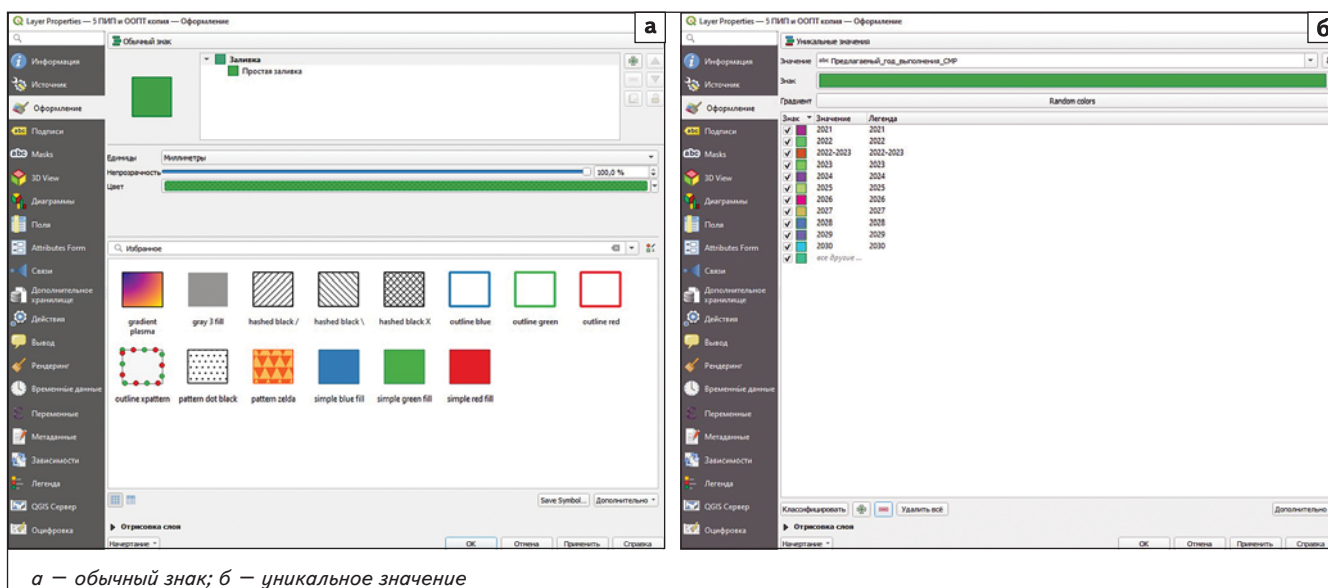 Layer Properties — 5 ПИП и ООПТ копия — Оформление
а
Обычный знак
Информация
Источник
Оформление
Подписи
Masks
3D View
Диаграммы
Поля
Attributes Form
Связи
Дополнительное
хранилище
Действия
Вывод
Рендеринг
Временные данные
Переменные
Метаданные
Зависимости
Легенда
QGIS Сервер
Оцифровка
Заливка
Простая заливка
Единицы
Миллиметры
Непрозрачность
100,0 %
Цвет
Избранное
gradient
plasma
gray 3 fill
hashed black /
hashed black \
hashed black X
outline blue
outline green
outline red
outline xpattern
pattern dot black
pattern zelda
simple blue fill
simple green fill
simple red fill
Save Symbol...
Дополнительно
Отрисовка слоя
Начертание
ОК
Отмена
Применить
Справка
Layer Properties — 5 ПИП и ООПТ копия — Оформление
б
Уникальные значения
Информация
Источник
Оформление
Подписи
Masks
3D View
Диаграммы
Поля
Attributes Form
Связи
Дополнительное
хранилище
Действия
Вывод
Рендеринг
Временные данные
Переменные
Метаданные
Зависимости
Легенда
QGIS Сервер
Оцифровка
Значение
abc Предлагаемый_год_выполнения_СМР
Знак
Градиент
Random colors
Знак Значение Легенда
2021 2021
2022 2022
2022-2023 2022-2023
2023 2023
2024 2024
2025 2025
2026 2026
2027 2027
2028 2028
2029 2029
2030 2030
все другие ...
Классифицировать
Удалить всё
Дополнительно
Отрисовка слоя
Начертание
ОК
Отмена
Применить
Справка
а — обычный знак; б — уникальное значение